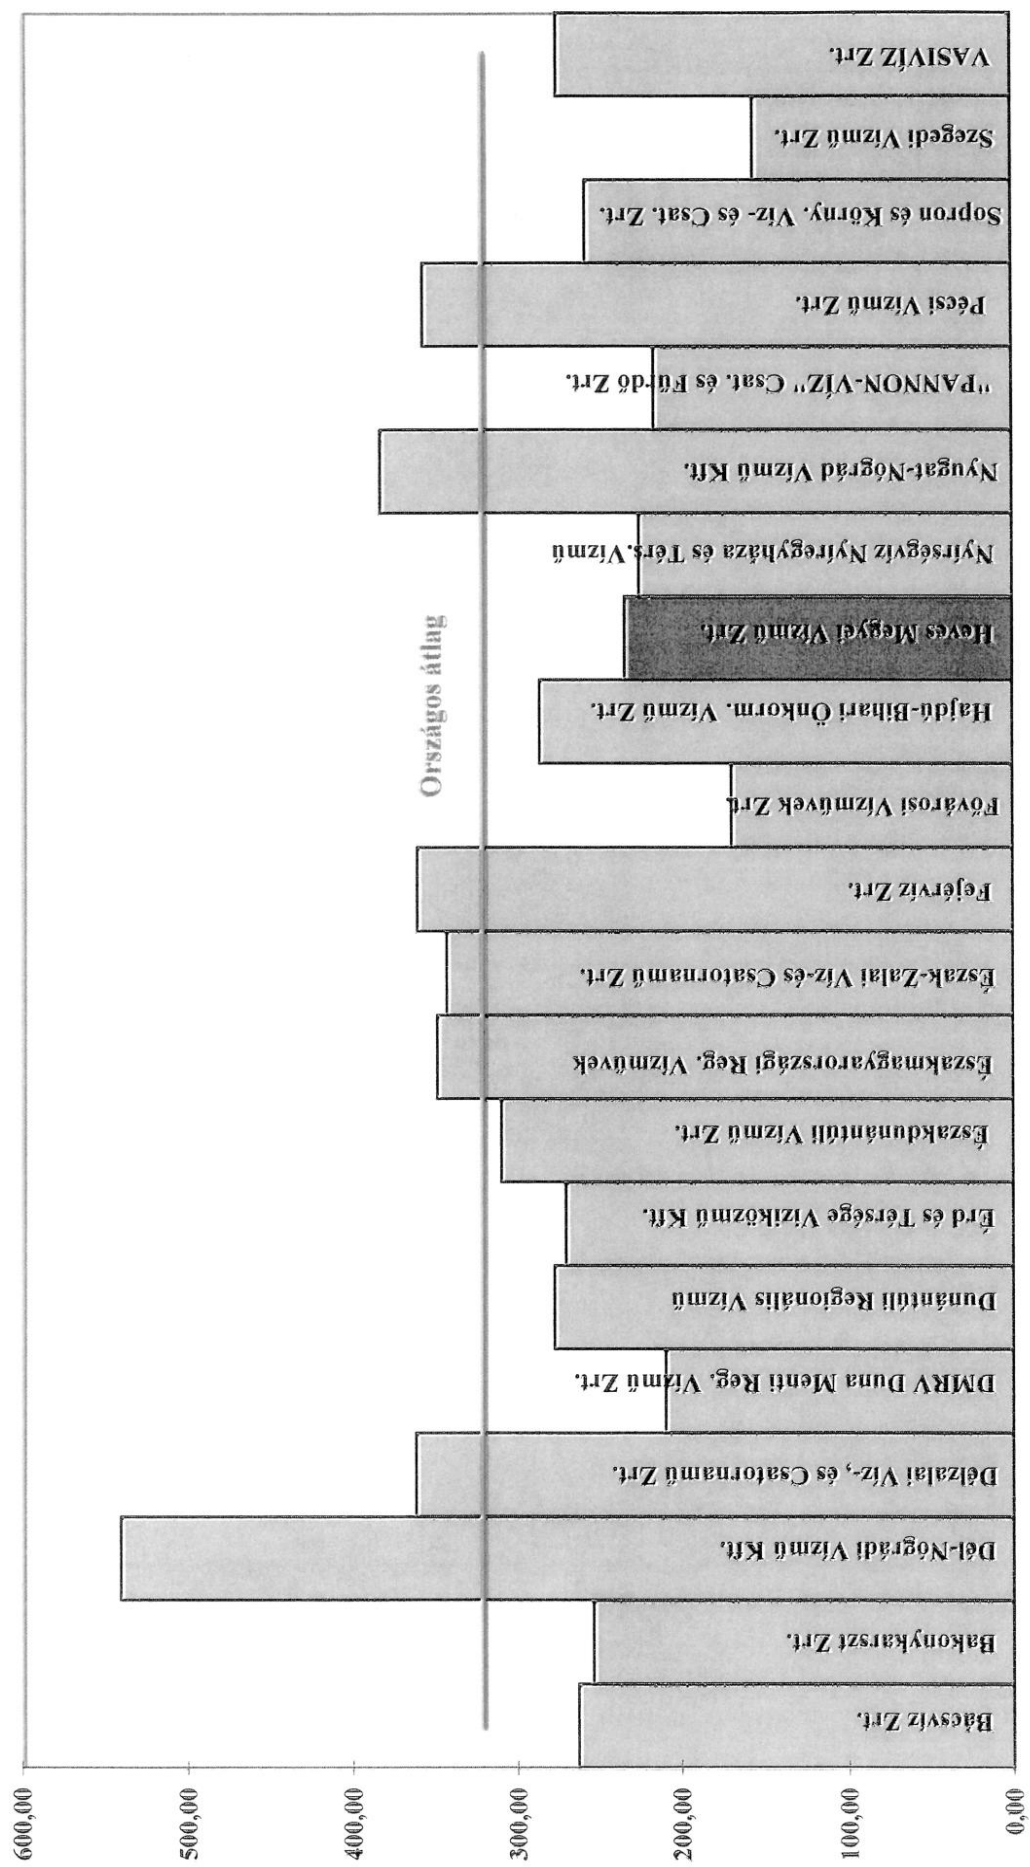 600,00
500,00
400,00
300,00
200,00
100,00
0,00
Országos átlag
Bácsvíz Zrt.
Bakonykarszt Zrt.
Dél-Nógrádi Vízmű Kft.
Délzalai Víz-, és Csatornamű Zrt.
DMRV Duna Menti Reg. Vízmű Zrt.
Dunántúli Regionális Vízmű
Érd és Térsége Viziközmű Kft.
Északdunántúli Vízmű Zrt.
Északmagyarországi Reg. Vízművek
Észak-Zalai Víz-és Csatornamű Zrt.
Fejérvíz Zrt.
Fővárosi Vízművek Zrt.
Hajdú-Bihari Önkorm. Vízmű Zrt.
Heves Megyei Vízmű Zrt.
Nyírségvíz Nyíregyháza és Térs.Vízmű
Nyugat-Nógrád Vízmű Kft.
"PANNON-VÍZ" Csat. és Fürdő Zrt.
Pécsi Vízmű Zrt.
Sopron és Körny. Víz- és Csat. Zrt.
Szegedi Vízmű Zrt.
VASIVÍZ Zrt.